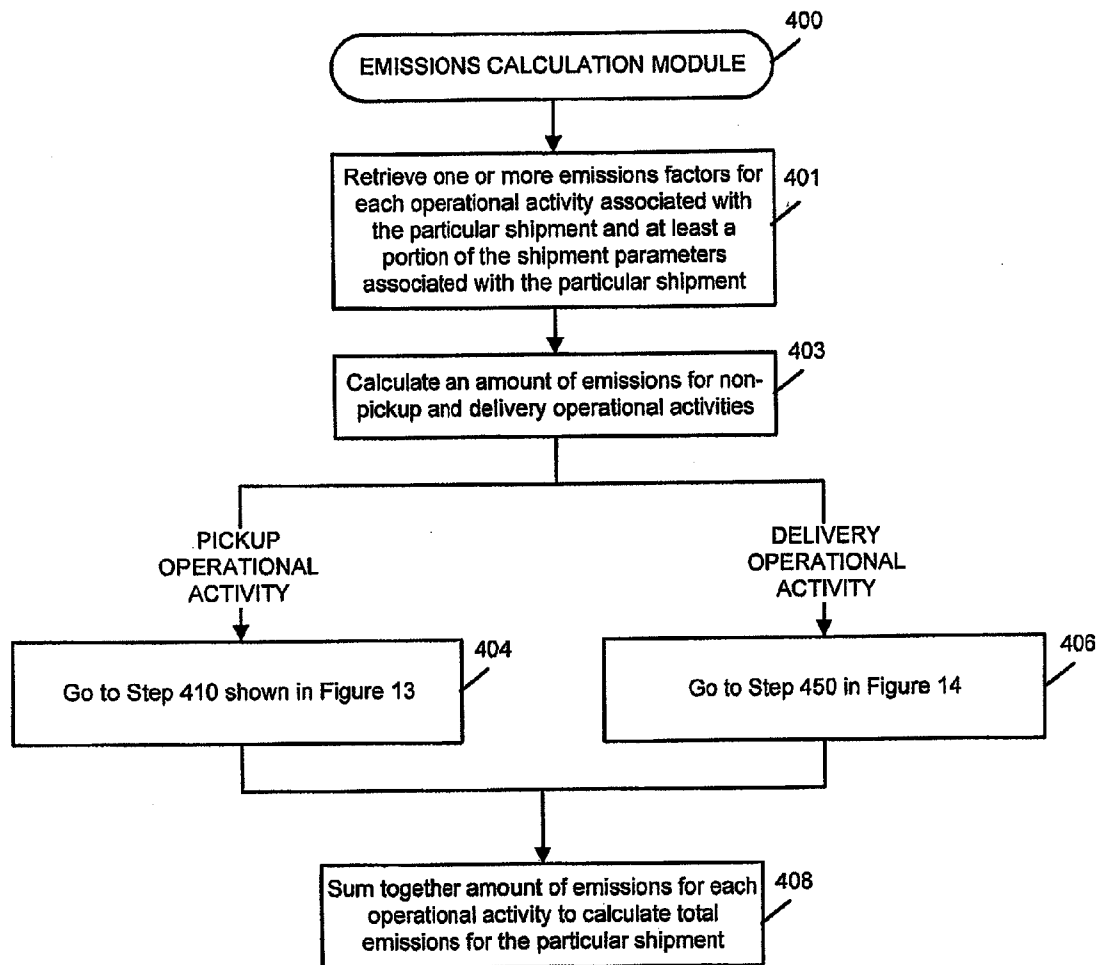 400
EMISSIONS CALCULATION MODULE
Retrieve one or more emissions factors for
each operational activity associated with
the particular shipment and at least a
portion of the shipment parameters
associated with the particular shipment
401
403
Calculate an amount of emissions for non-
pickup and delivery operational activities
PICKUP
OPERATIONAL
ACTIVITY
DELIVERY
OPERATIONAL
ACTIVITY
404
Go to Step 410 shown in Figure 13
406
Go to Step 450 in Figure 14
Sum together amount of emissions for each
operational activity to calculate total
emissions for the particular shipment
408